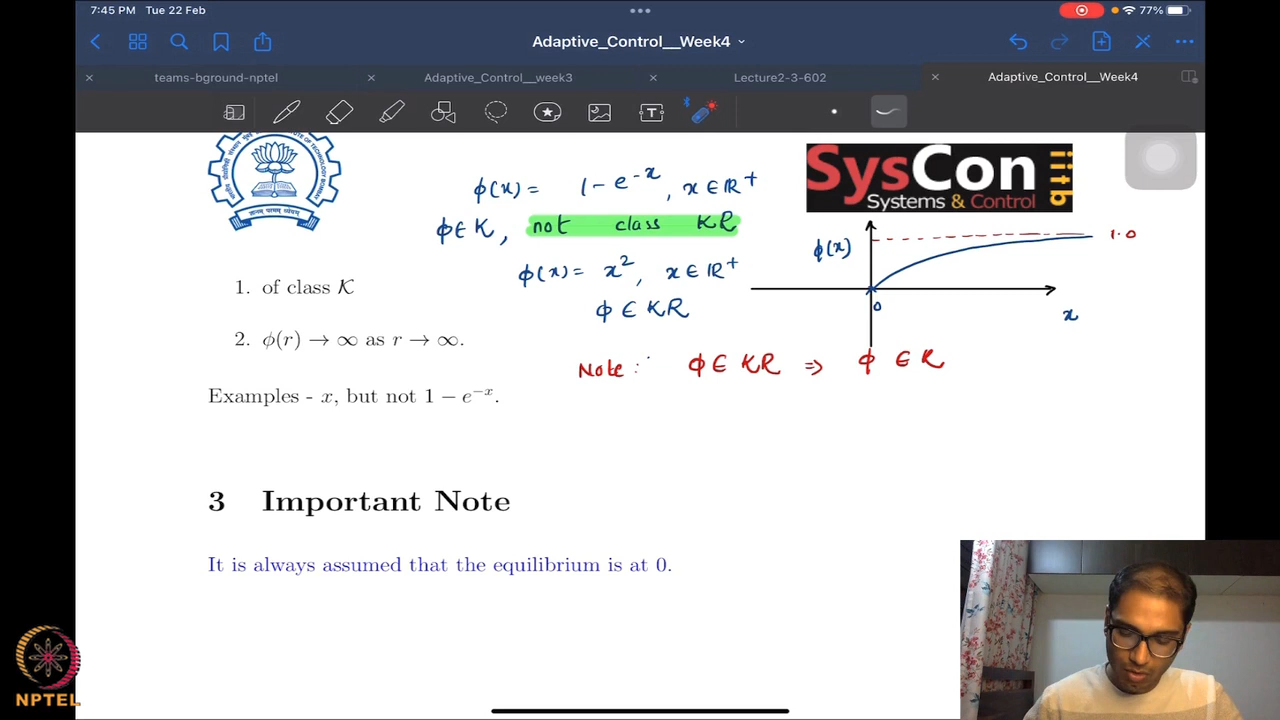 7:45 PM Tue 22 Feb
77%
Adaptive_Control__Week4
teams-bground-nptel
Adaptive_Control__week3
Lecture2-3-602
Adaptive_Control__Week4
SysCon iitb
Systems & Control
ϕ(x) = 1 - e^{-x}, x ∈ ℝ+
ϕ ∈ K, not class KR
ϕ(x) = x^2, x ∈ ℝ+
ϕ ∈ KR
ϕ(x)
1.0
0
x
1. of class K
2. ϕ(r) → ∞ as r → ∞.
Note : ϕ ∈ KR ⇒ ϕ ∈ K
Examples - x, but not 1 − e^{−x}.
3 Important Note
It is always assumed that the equilibrium is at 0.
NPTEL